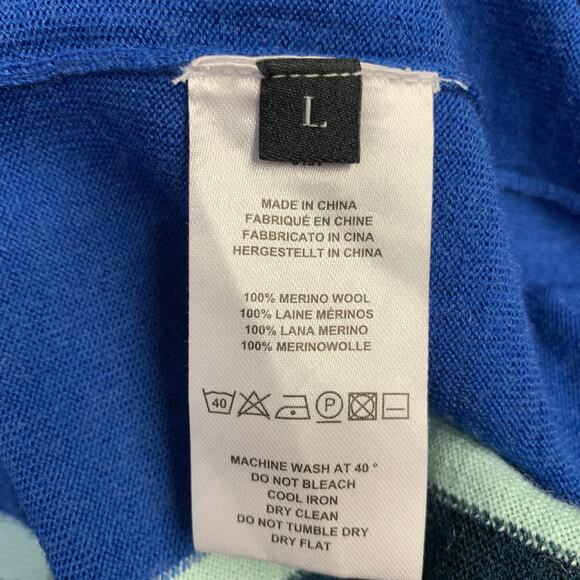 L
MADE IN CHINA
FABRIQUÉ EN CHINE
FABBRICATO IN CINA
HERGESTELLT IN CHINA
100% MERINO WOOL
100% LAINE MÉRINOS
100% LANA MERINO
100% MERINOWOLLE
40 P
MACHINE WASH AT 40 °
DO NOT BLEACH
COOL IRON
DRY CLEAN
DO NOT TUMBLE DRY
DRY FLAT